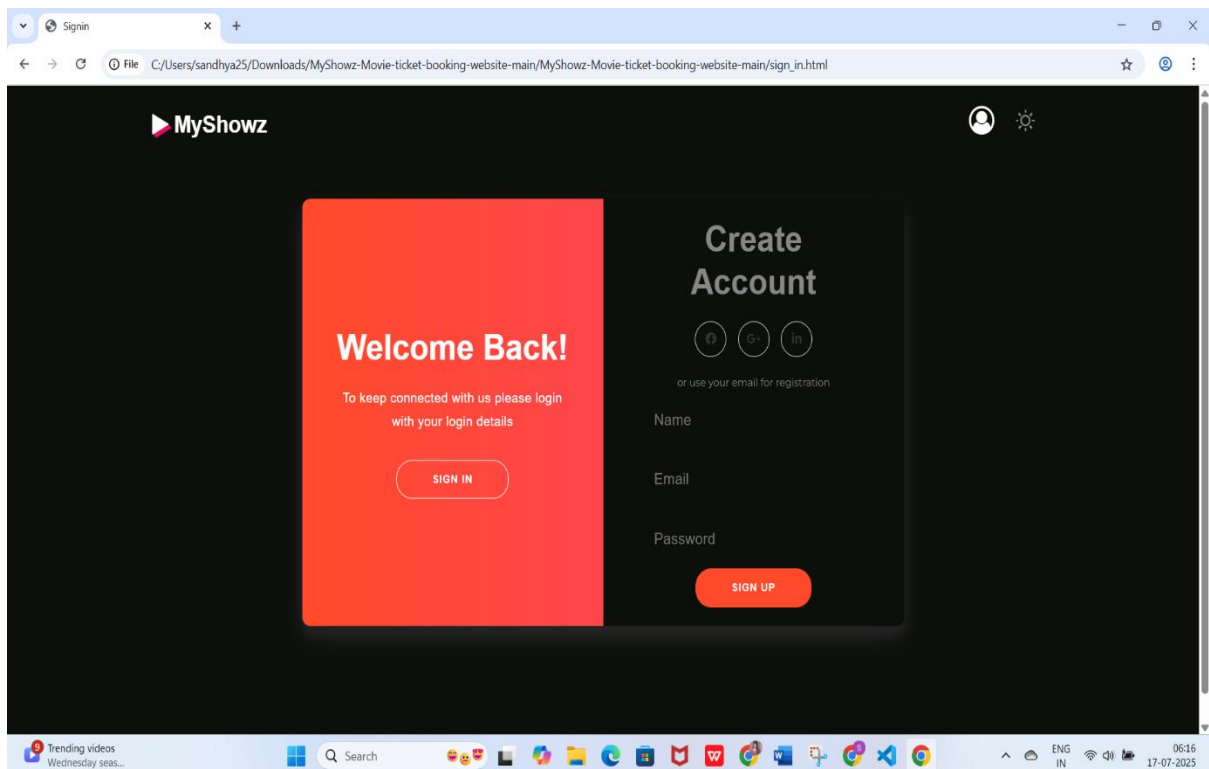 Signin
File C:/Users/sandhya25/Downloads/MyShowz-Movie-ticket-booking-website-main/MyShowz-Movie-ticket-booking-website-main/sign_in.html
MyShowz
Welcome Back!
To keep connected with us please login
with your login details
SIGN IN
Create
Account
G+ in
or use your email for registration
Name
Email
Password
SIGN UP
9
Trending videos
Wednesday seas...
Search
ENG
IN
06:16
17-07-2025